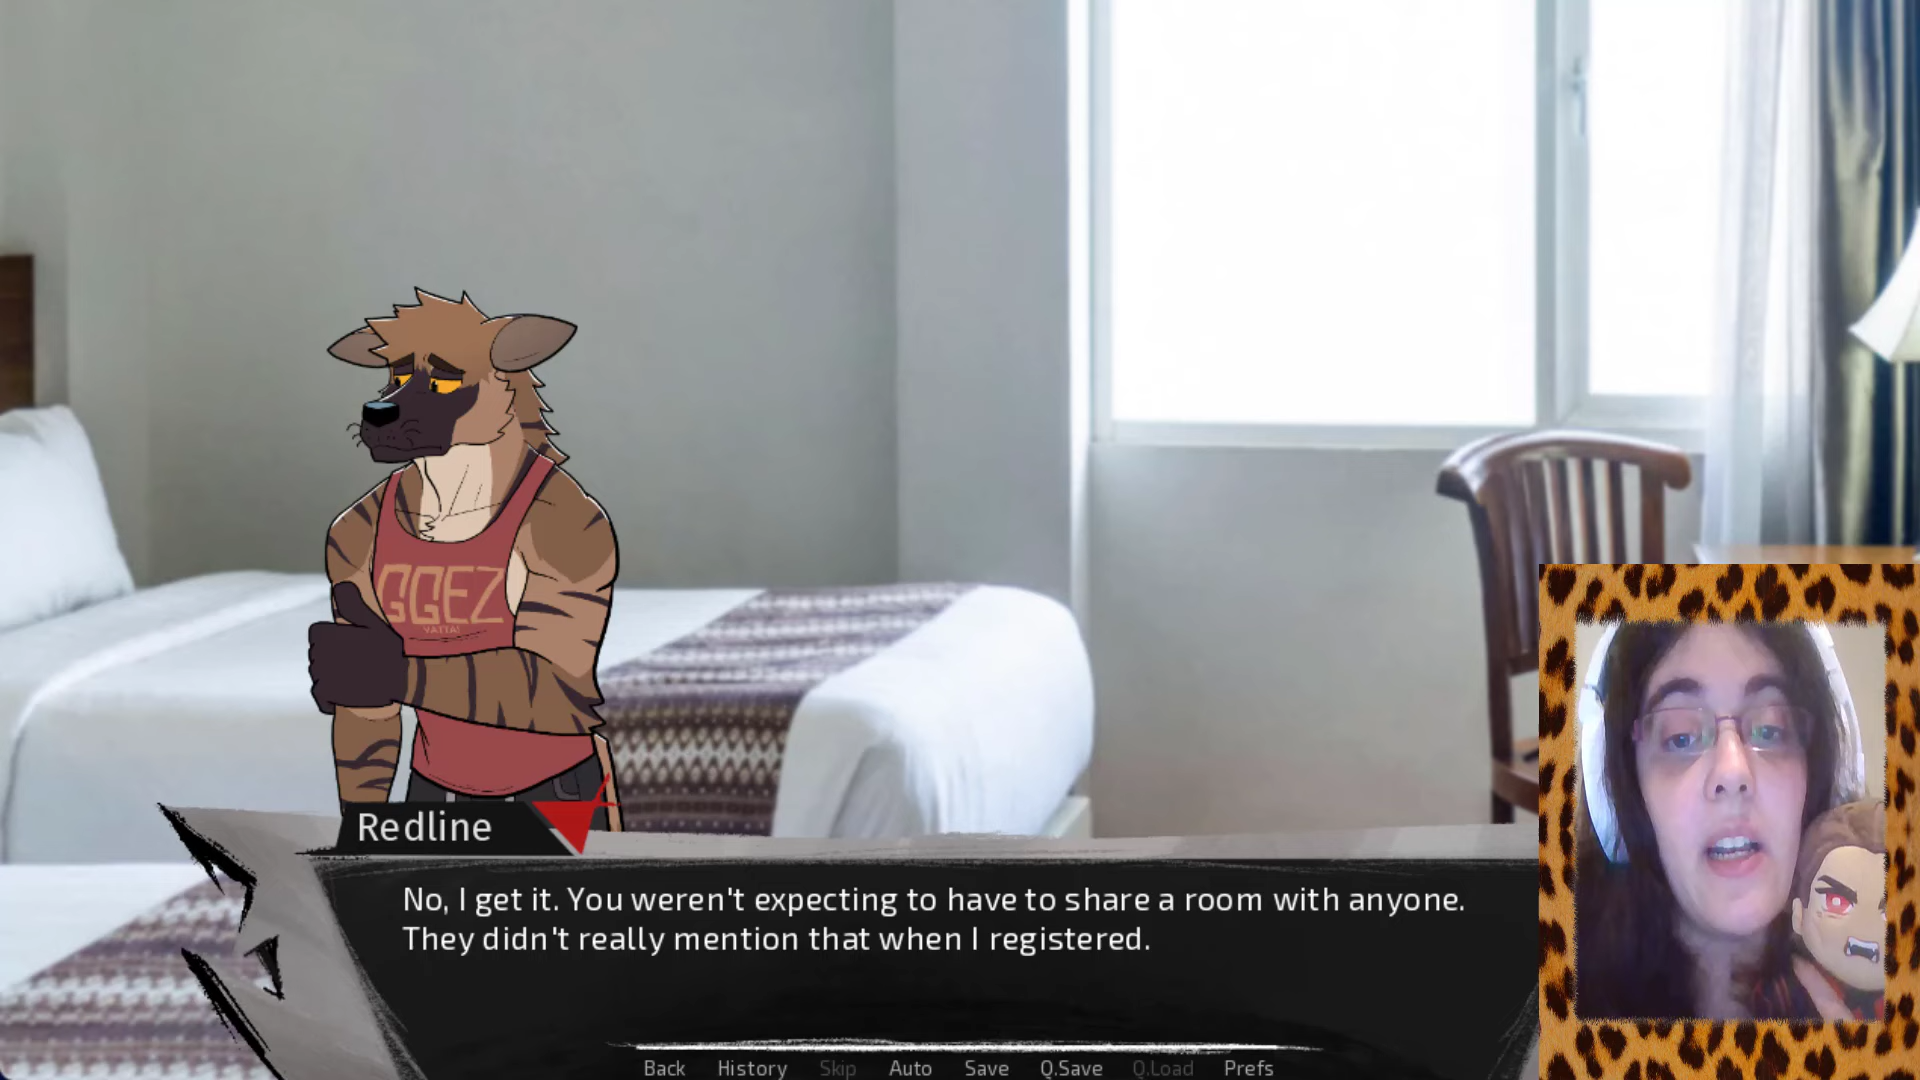 GGEZ
YATTA!
Redline
No, I get it. You weren't expecting to have to share a room with anyone.
They didn't really mention that when I registered.
Back History Skip Auto Save Q.Save Q.Load Prefs